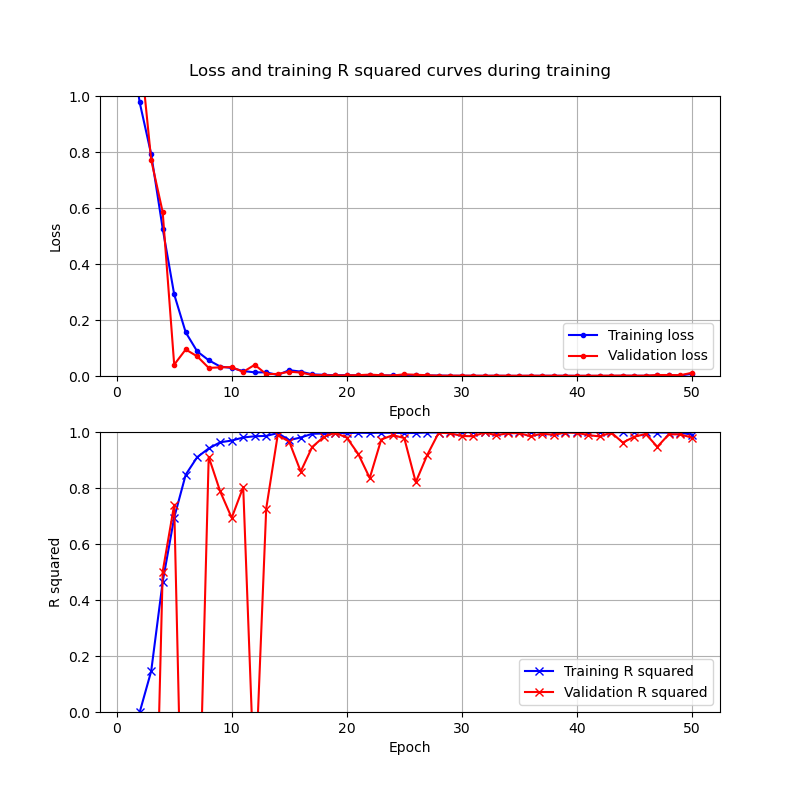 Loss and training R squared curves during training
1.0
0.8
0.6
0.4
0.2
0.0
Loss
0
10
20
30
40
50
Epoch
Training loss
Validation loss
1.0
0.8
0.6
0.4
0.2
0.0
R squared
0
10
20
30
40
50
Epoch
Training R squared
Validation R squared